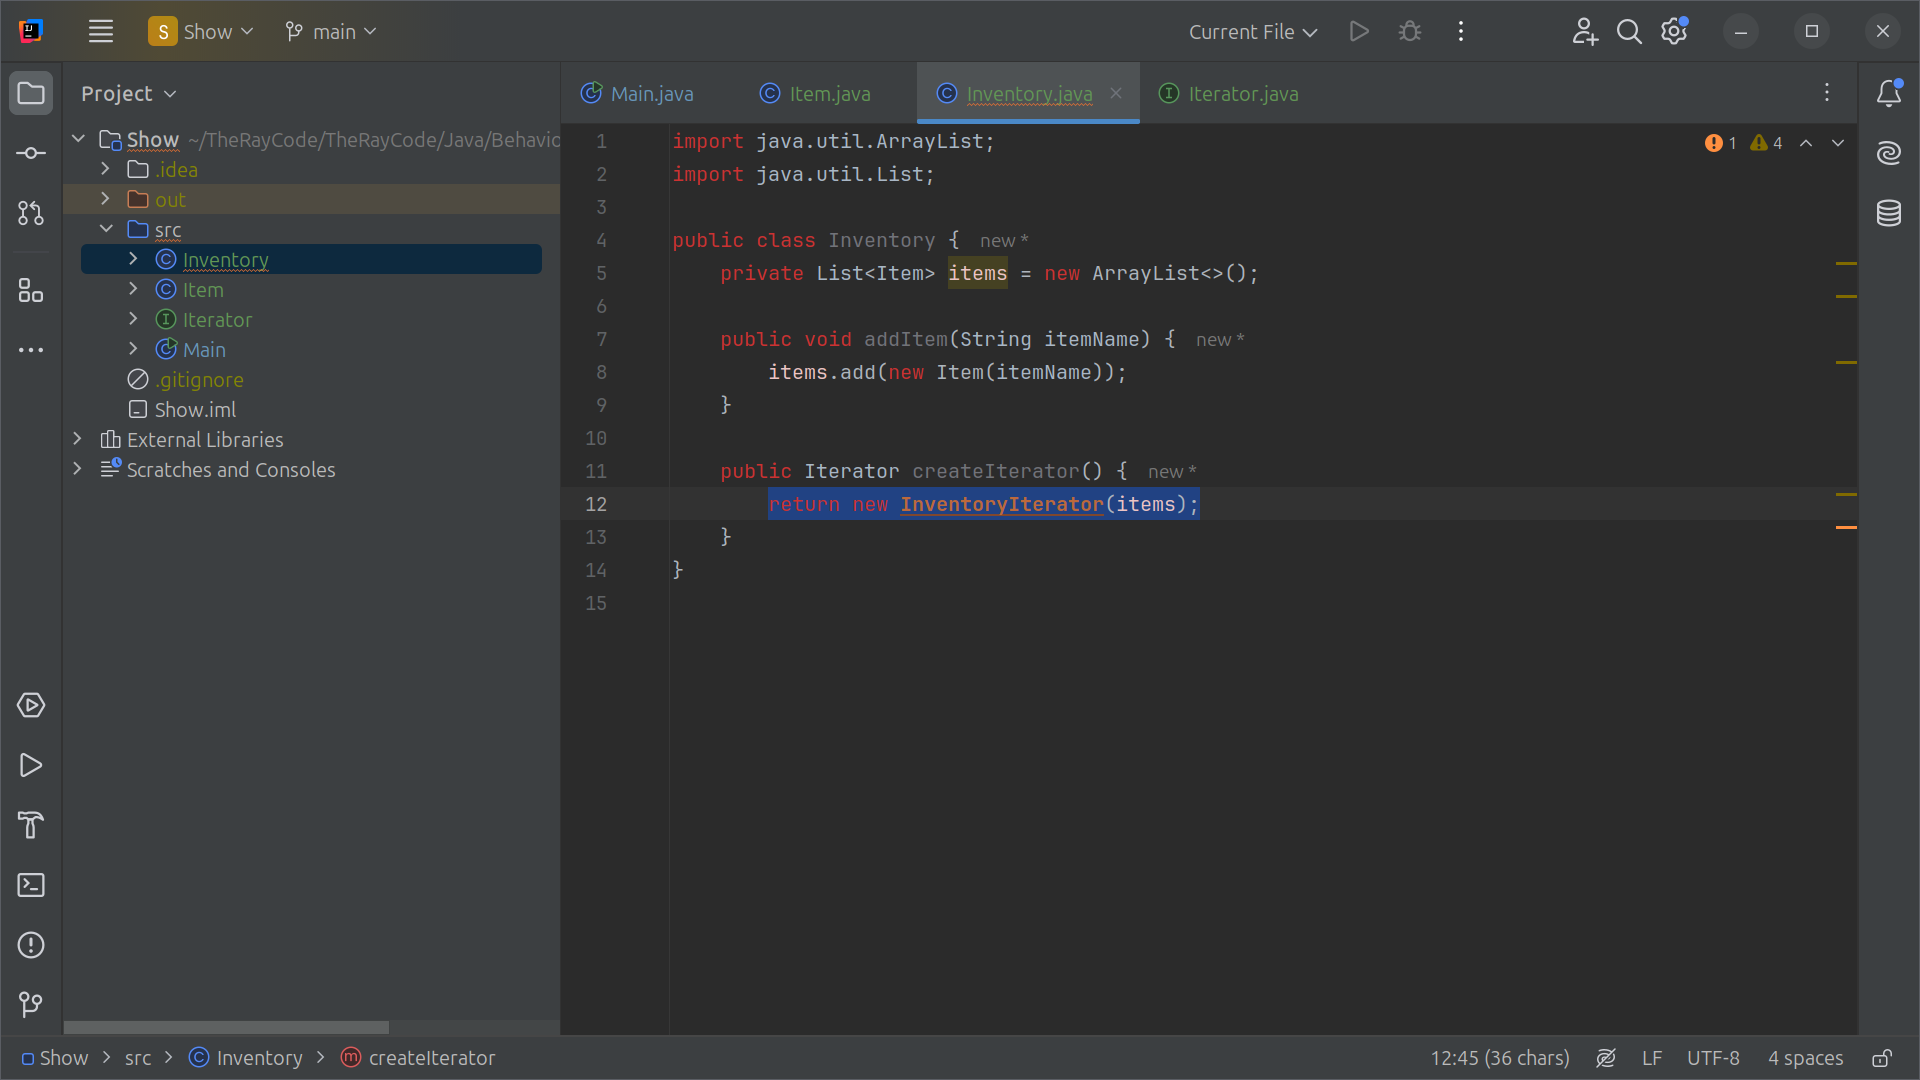 S Show main Current File
Project
Main.java Item.java Inventory.java Iterator.java
Show ~/TheRayCode/TheRayCode/Java/Behavio
.idea
out
src
Inventory
Item
Iterator
Main
.gitignore
Show.iml
External Libraries
Scratches and Consoles
1 import java.util.ArrayList;
2 import java.util.List;
3
4 public class Inventory { new *
5 private List<Item> items = new ArrayList<>();
6
7 public void addItem(String itemName) { new *
8 items.add(new Item(itemName));
9 }
10
11 public Iterator createIterator() { new *
12 return new InventoryIterator(items);
13 }
14 }
15
1 4
Show > src > Inventory > createIterator 12:45 (36 chars) LF UTF-8 4 spaces